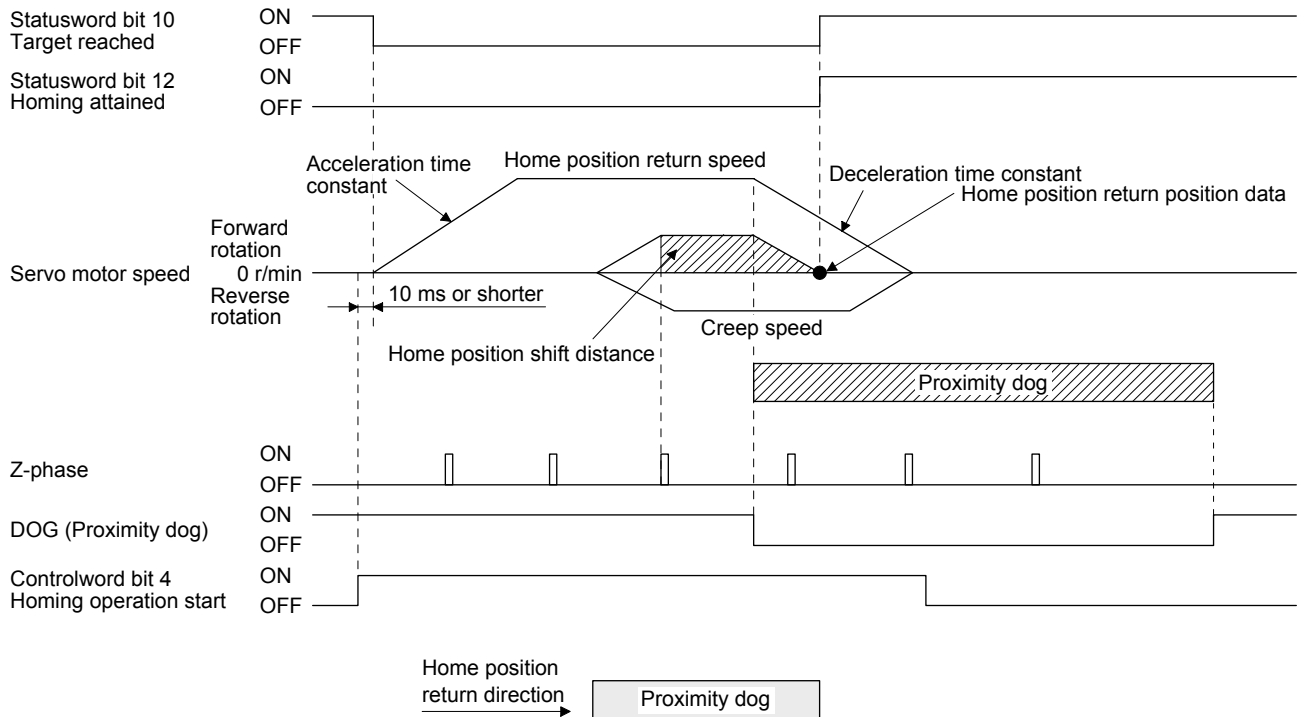 Statusword bit 10
Target reached
ON
OFF
Statusword bit 12
Homing attained
ON
OFF
Acceleration time
constant
Home position return speed
Deceleration time constant
Home position return position data
Forward
rotation
Servo motor speed
0 r/min
Reverse
rotation
10 ms or shorter
Creep speed
Home position shift distance
Proximity dog
Z-phase
ON
OFF
DOG (Proximity dog)
ON
OFF
Controlword bit 4
Homing operation start
ON
OFF
Home position
return direction
Proximity dog